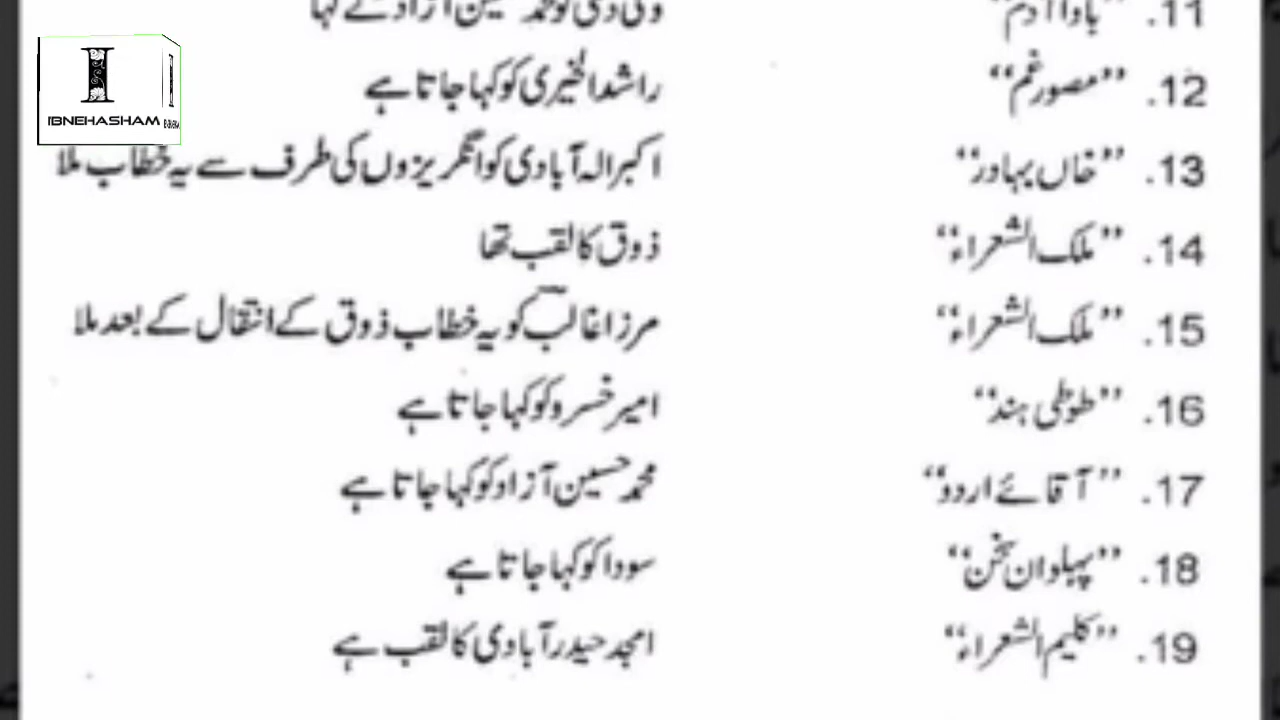 11. ”باوا آدم“ ولی دکنی کو محمد حسین آزاد نے کہا
12. ”مصور غم“ راشد الخیری کو کہا جاتا ہے
13. ”خاں بہادر“ اکبر الہ آبادی کو انگریزوں کی طرف سے یہ خطاب ملا
14. ”ملک الشعراء“ ذوق کا لقب تھا
15. ”ملک الشعراء“ مرزا غالب کو یہ خطاب ذوق کے انتقال کے بعد ملا
16. ”طوطی ہند“ امیر خسرو کو کہا جاتا ہے
17. ”آقائے اردو“ محمد حسین آزاد کو کہا جاتا ہے
18. ”پہلوان سخن“ سودا کو کہا جاتا ہے
19. ”کلیم الشعراء“ امجد حیدر آبادی کا لقب ہے
I I
IBNEHASHAM